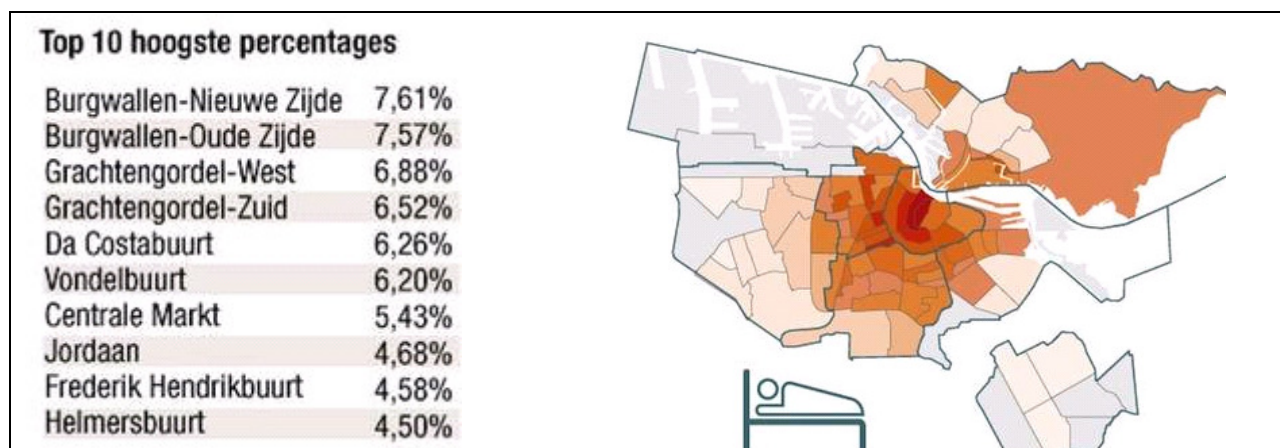 Top 10 hoogste percentages
Burgwallen-Nieuwe Zijde 7,61%
Burgwallen-Oude Zijde 7,57%
Grachtengordel-West 6,88%
Grachtengordel-Zuid 6,52%
Da Costabuurt 6,26%
Vondelbuurt 6,20%
Centrale Markt 5,43%
Jordaan 4,68%
Frederik Hendrikbuurt 4,58%
Helmersbuurt 4,50%